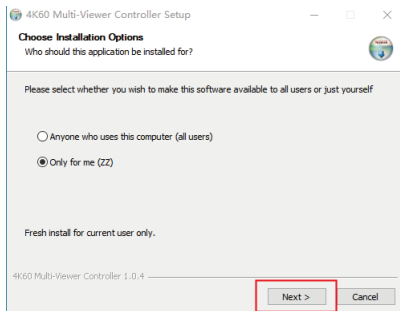 4K60 Multi-Viewer Controller Setup
Choose Installation Options
Who should this application be installed for?
Please select whether you wish to make this software available to all users or just yourself
Anyone who uses this computer (all users)
Only for me (ZZ)
Fresh install for current user only.
4K60 Multi-Viewer Controller 1.0.4
Next >
Cancel